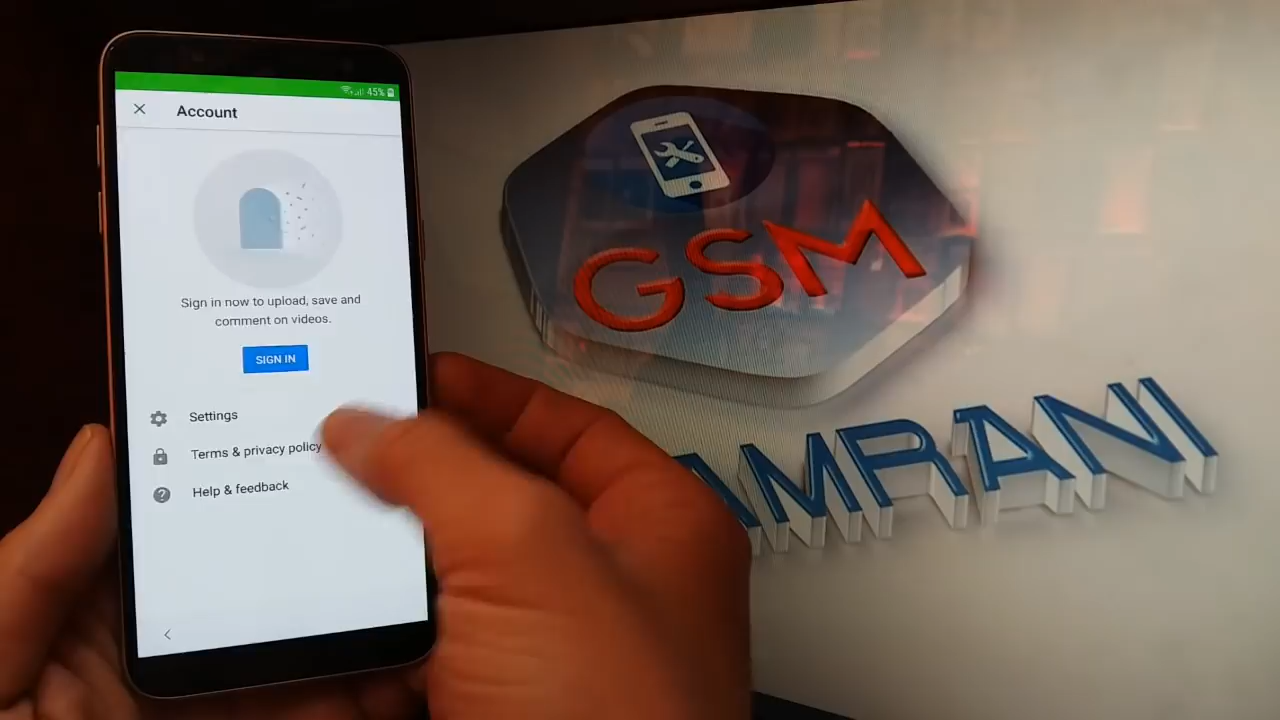 45%
Account
Sign in now to upload, save and
comment on videos.
SIGN IN
Settings
Terms & privacy policy
Help & feedback
GSM
AMRANI